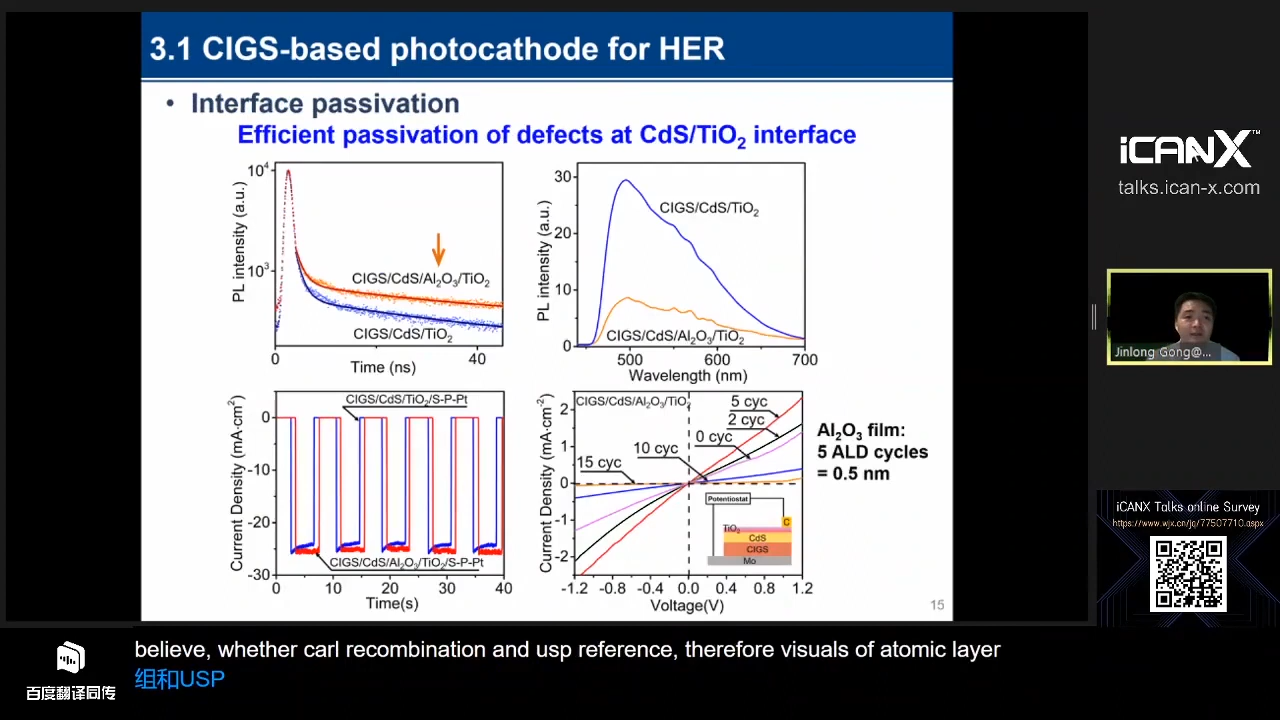 3.1 CIGS-based photocathode for HER
• Interface passivation
Efficient passivation of defects at CdS/TiO2 interface
10^4
10^3
PL intensity (a.u.)
CIGS/CdS/Al2O3/TiO2
CIGS/CdS/TiO2
0
40
Time (ns)
30
20
10
0
PL intensity (a.u.)
CIGS/CdS/TiO2
CIGS/CdS/Al2O3/TiO2
500 600 700
Wavelength (nm)
CIGS/CdS/TiO2/S-P-Pt
0
-10
-20
-30
Current Density (mA·cm^2)
CIGS/CdS/Al2O3/TiO2/S-P-Pt
0 10 20 30 40
Time(s)
CIGS/CdS/Al2O3/TiO2
2
1
0
-1
-2
Current Density (mA·cm^-2)
5 cyc
2 cyc
0 cyc
10 cyc
15 cyc
Potentiostat
C
TiO2
CdS
CIGS
Mo
-1.2 -0.8 -0.4 0.0 0.4 0.8 1.2
Voltage(V)
Al2O3 film:
5 ALD cycles
= 0.5 nm
15
iCANX™
talks.ican-x.com
Jinlong Gong@...
iCANX Talks online Survey
https://www.wjx.cn/jq/77507710.aspx
believe, whether carl recombination and usp reference, therefore visuals of atomic layer
组和USP
百度翻译同传